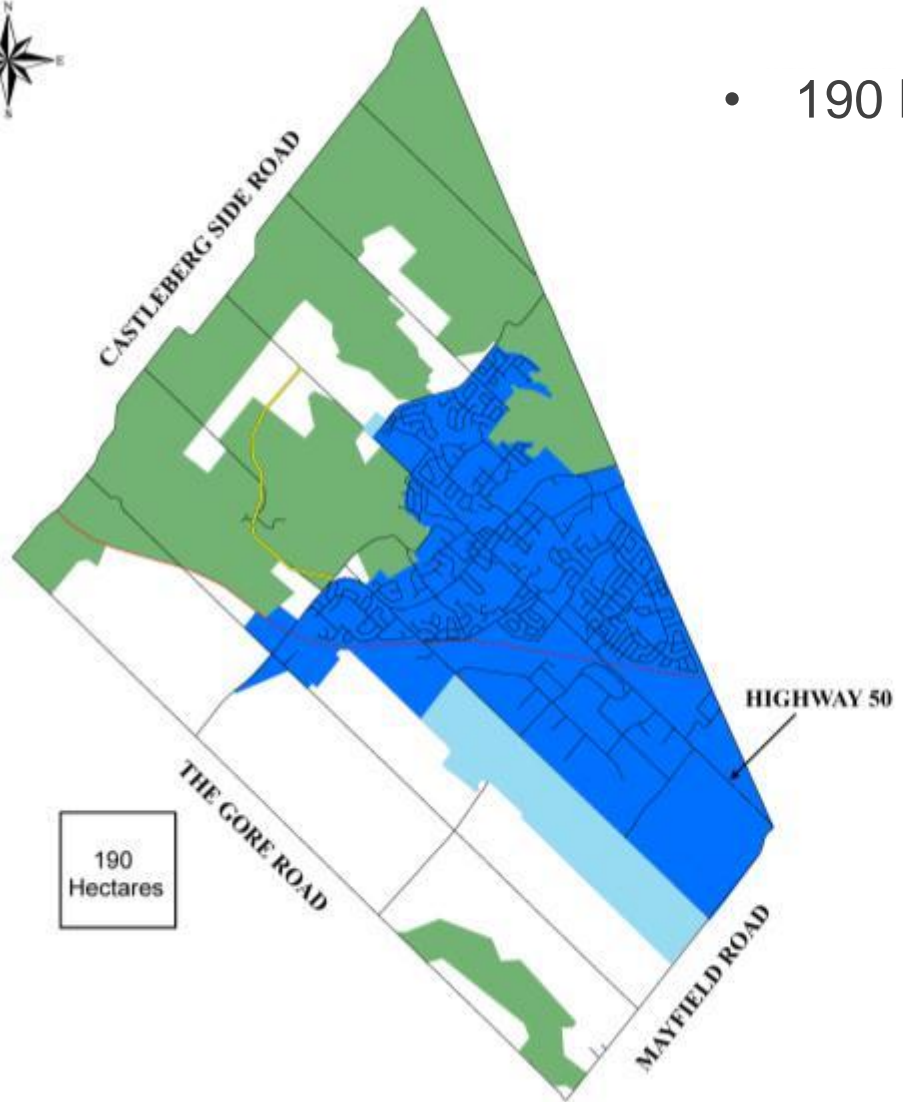 N
E
S
• 190
CASTLEBERG SIDE ROAD
HIGHWAY 50
THE GORE ROAD
190
Hectares
MAYFIELD ROAD